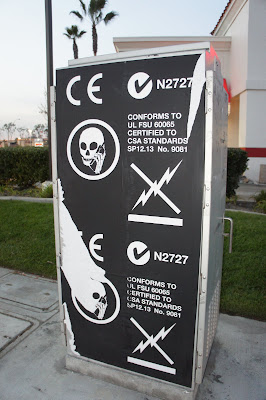 CE N2727
CONFORMS TO
UL FSU 60065
CERTIFIED TO
CSA STANDARDS
SP12.13 No. 9081
CE N2727
CONFORMS TO
UL FSU 60065
CERTIFIED TO
CSA STANDARDS
SP12.13 No. 9081